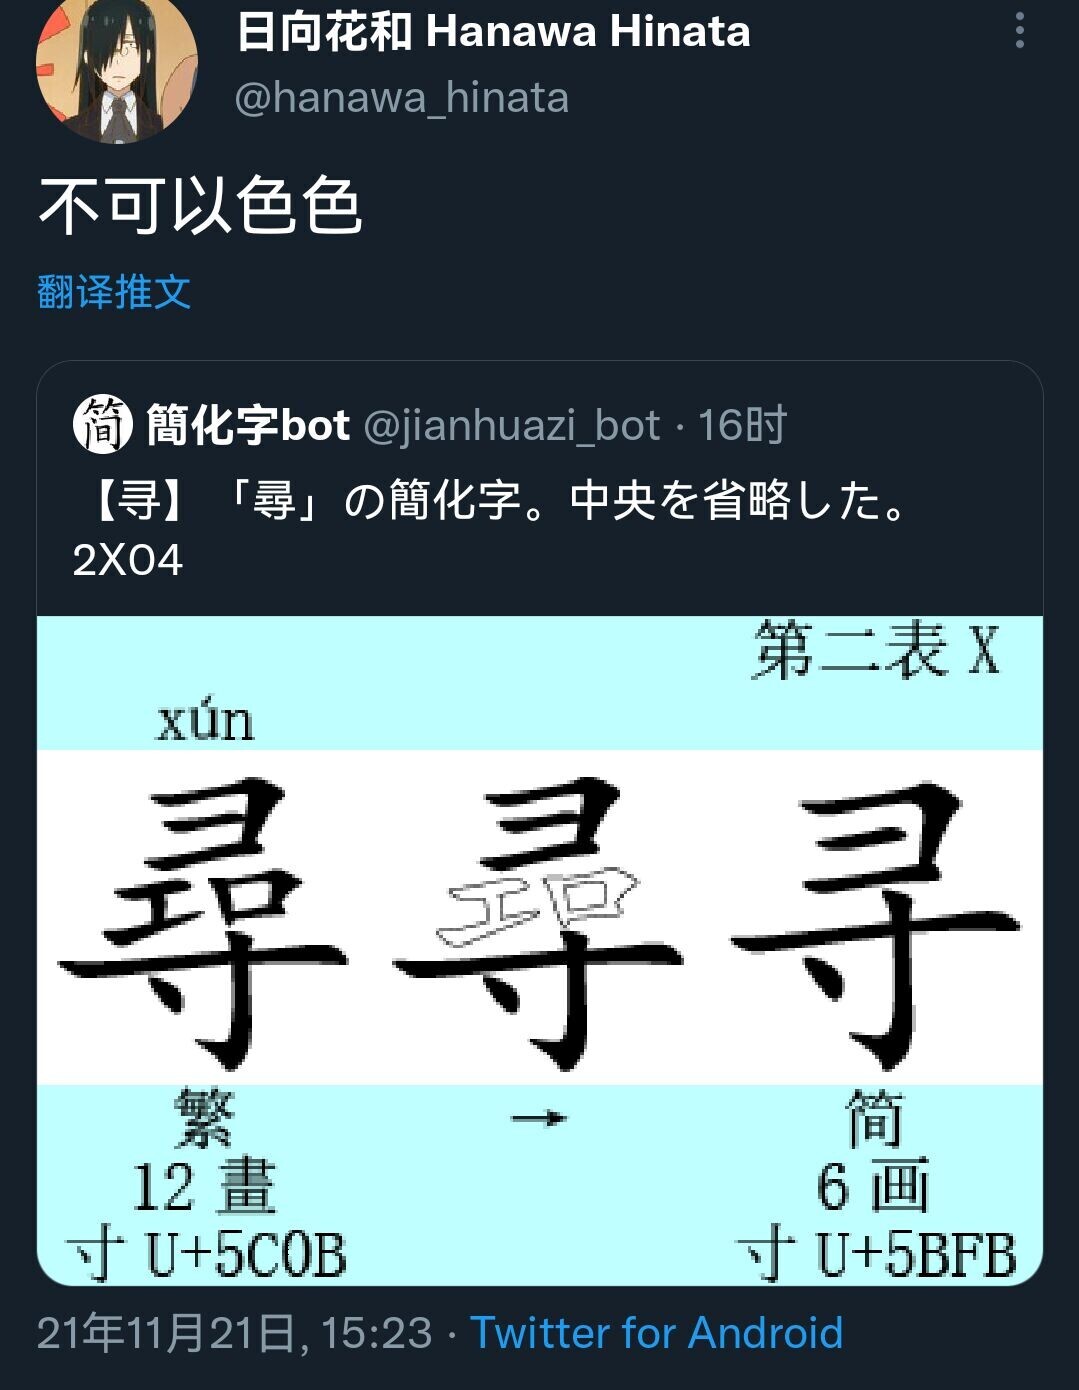 日向花和 Hanawa Hinata
@hanawa_hinata
不可以色色
翻译推文
简 簡化字bot @jianhuazi_bot · 16时
【寻】「尋」の簡化字。中央を省略した。
2X04
第二表 X
xún
尋 尋 寻
繁 → 简
12 畫 6 画
寸 U+5C0B 寸 U+5BFB
21年11月21日, 15:23 · Twitter for Android